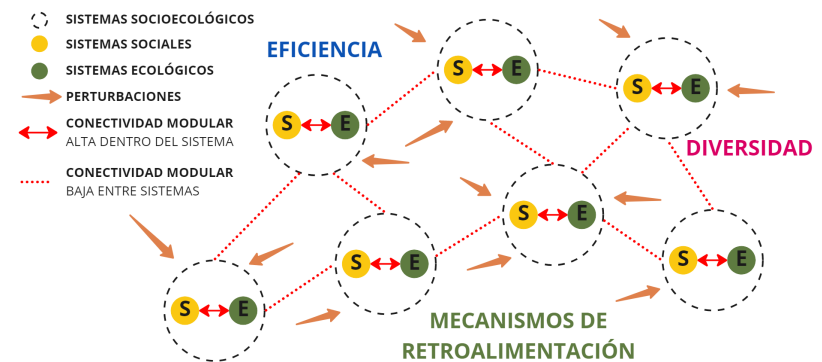 SISTEMAS SOCIOECOLÓGICOS
SISTEMAS SOCIALES
SISTEMAS ECOLÓGICOS
PERTURBACIONES
CONECTIVIDAD MODULAR
ALTA DENTRO DEL SISTEMA
CONECTIVIDAD MODULAR
BAJA ENTRE SISTEMAS
EFICIENCIA
S E
S E
S E
DIVERSIDAD
S E
S E
S E
S E
MECANISMOS DE
RETROALIMENTACIÓN